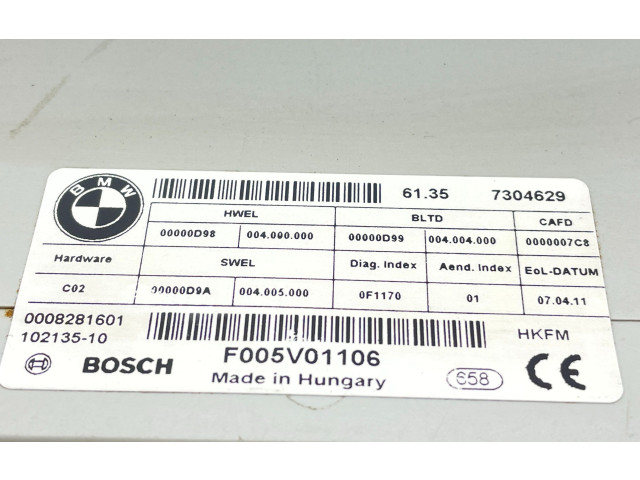 BMW
61.35 7304629
HWEL BLTD CAFD
00000D98 004.000.000 00000D99 004.004.000 0000007C8
Hardware SWEL Diag. Index Aend. Index EoL-DATUM
C02 00000D9A 004.005.000 0F1170 01 07.04.11
0008281601
102135-10
HKFM
BOSCH F005V01106
Made in Hungary 658 CE